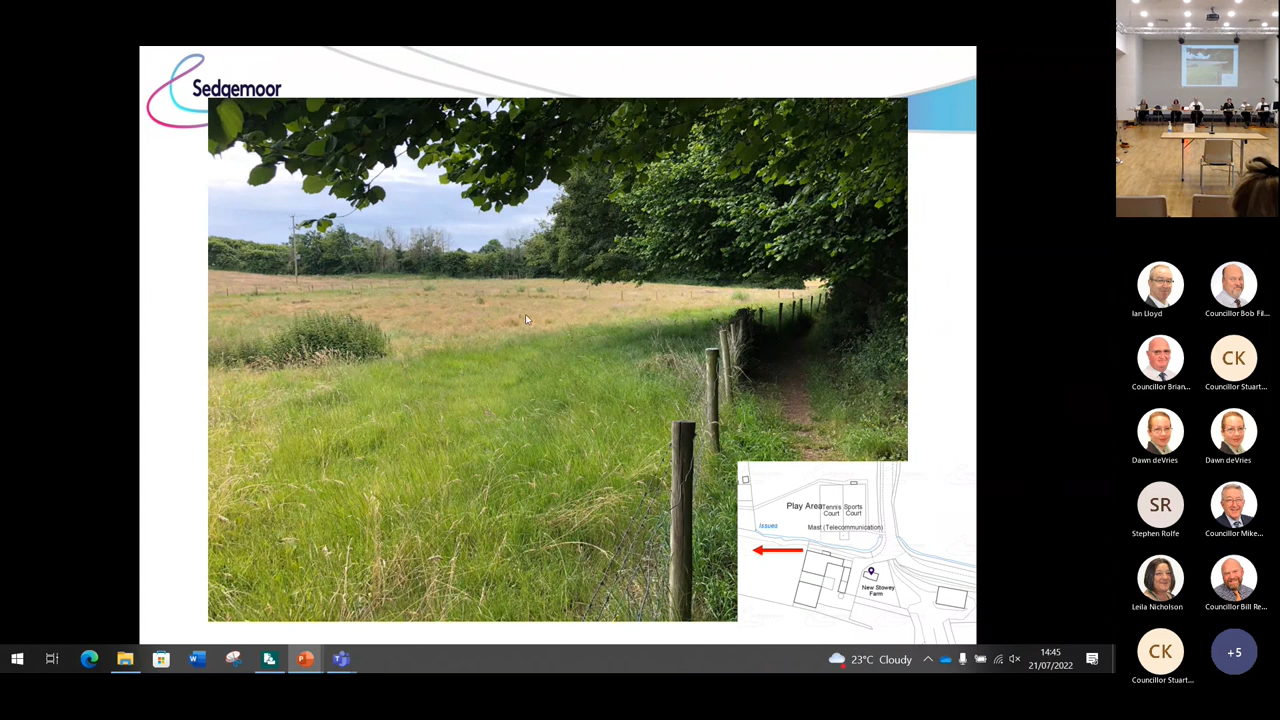 Sedgemoor
Play Area
Tennis Court
Sports Court
Mast (Telecommunication)
Issues
New Stowey Farm
Ian Lloyd
Councillor Bob Fil...
Councillor Brian...
CK
Councillor Stuart...
Dawn deVries
Dawn deVries
SR
Stephen Rolfe
Councillor Mike...
Leila Nicholson
Councillor Bill Re...
CK
Councillor Stuart...
+5
23°C Cloudy
14:45
21/07/2022